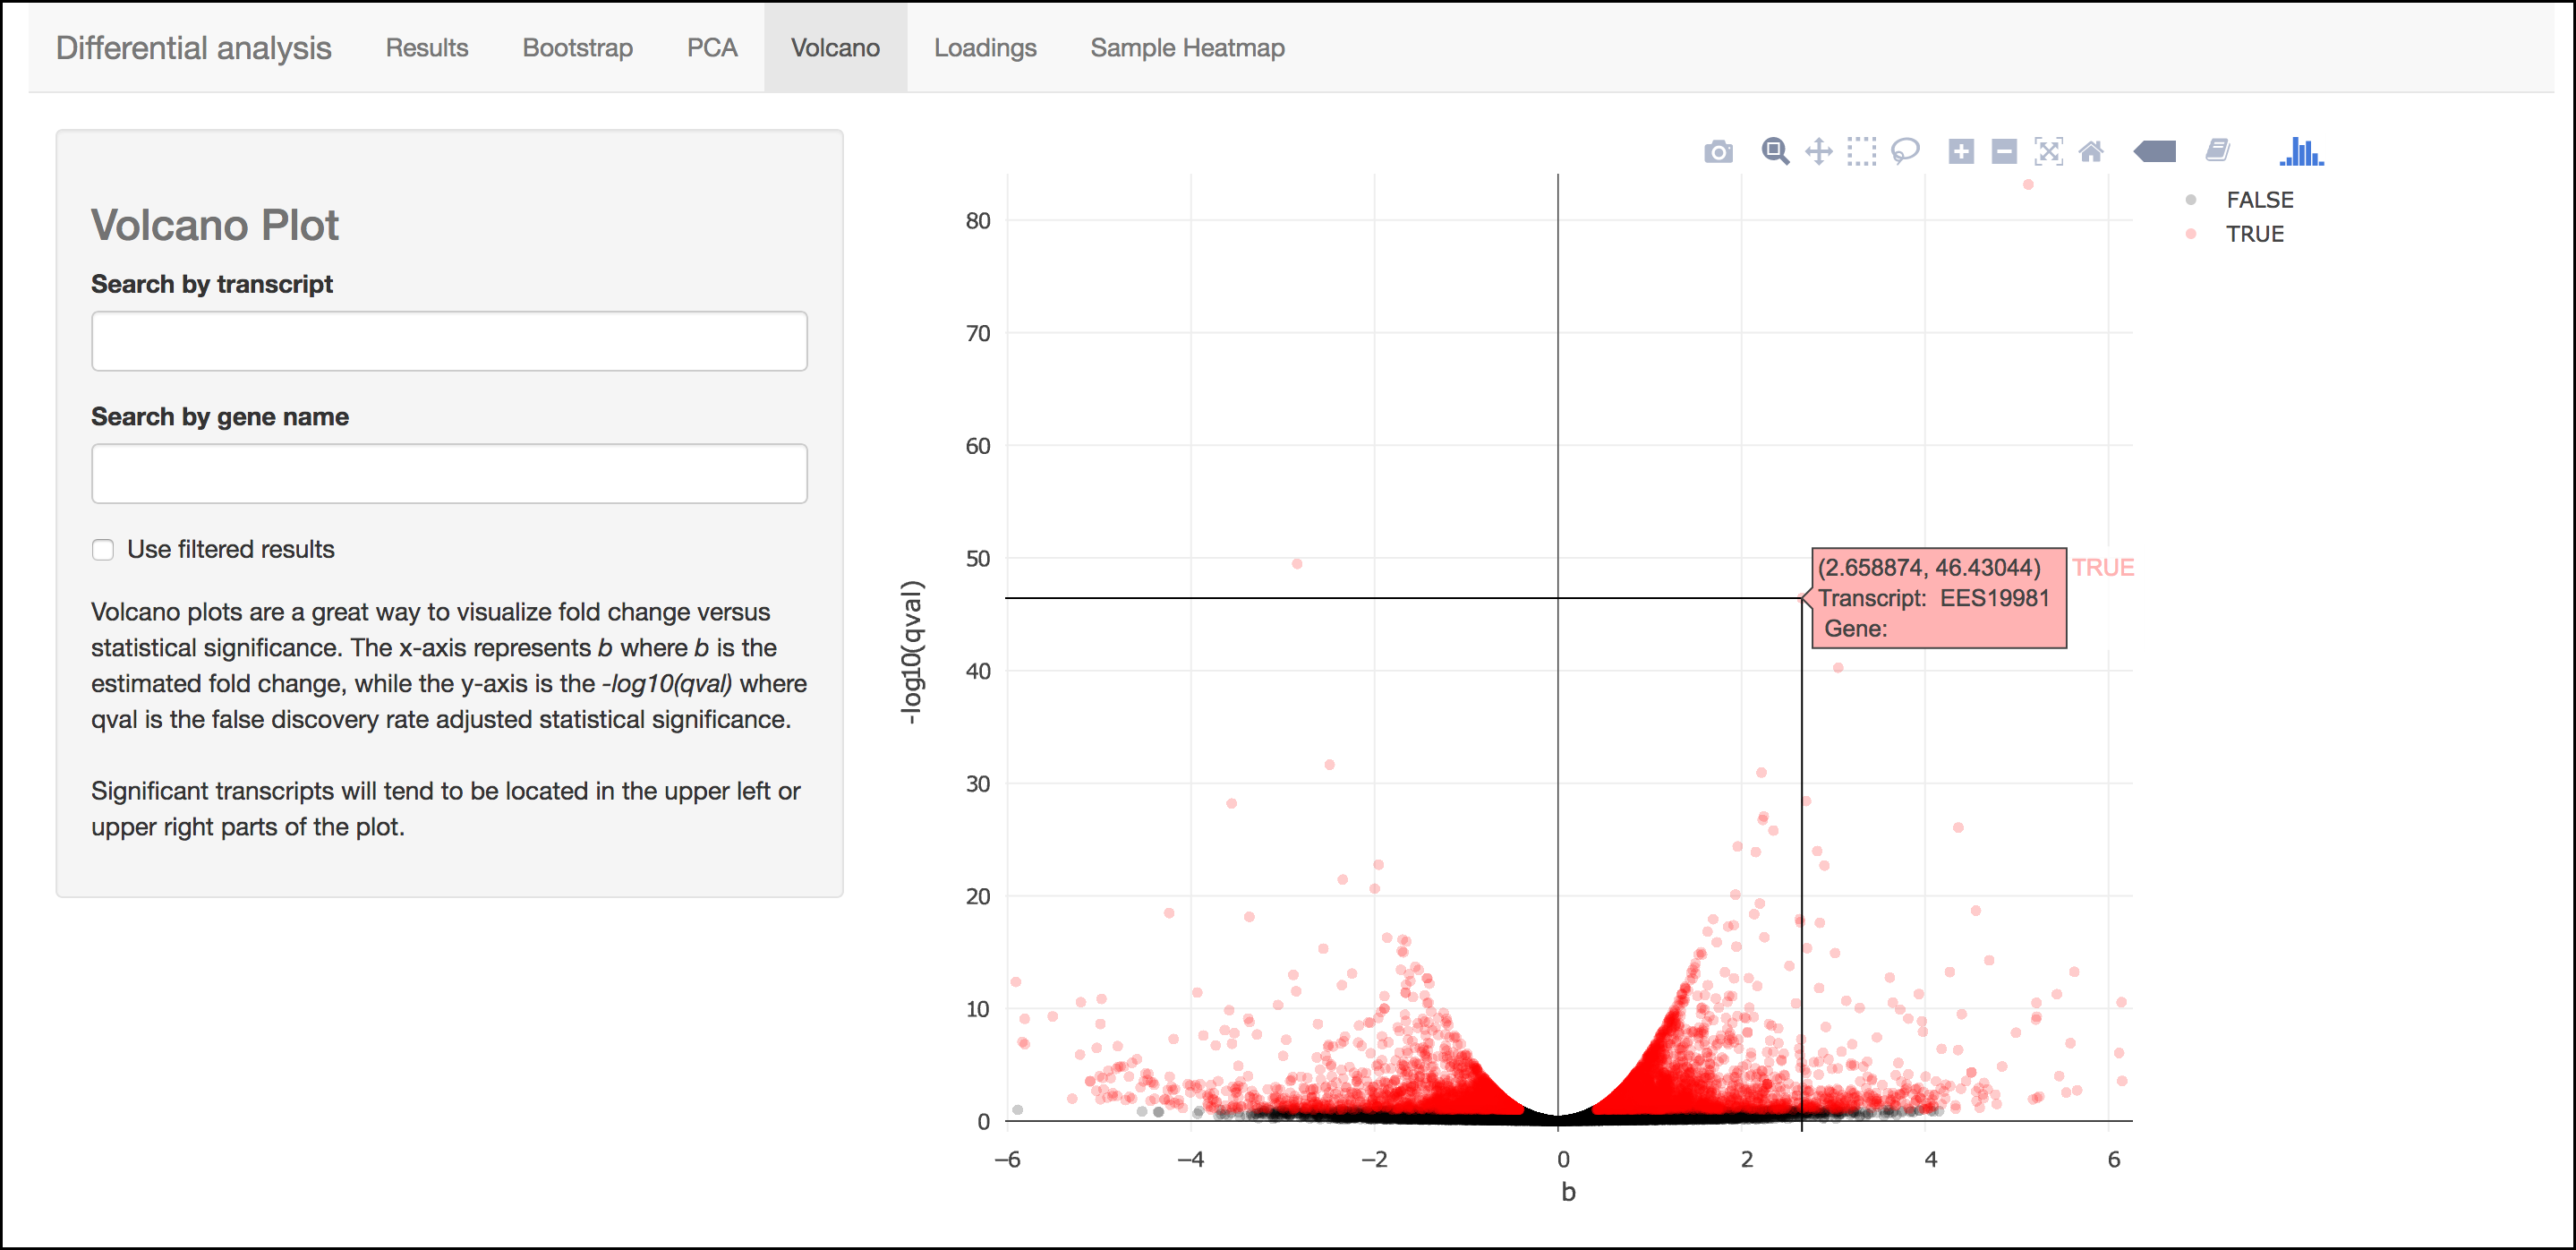 Differential analysis Results Bootstrap PCA Volcano Loadings Sample Heatmap
Volcano Plot
Search by transcript
Search by gene name
Use filtered results
Volcano plots are a great way to visualize fold change versus
statistical significance. The x-axis represents b where b is the
estimated fold change, while the y-axis is the -log10(qval) where
qval is the false discovery rate adjusted statistical significance.
Significant transcripts will tend to be located in the upper left or
upper right parts of the plot.
FALSE
TRUE
80
70
60
50
40
30
20
10
0
-log10(qval)
(2.658874, 46.43044)
Transcript: EES19981
Gene:
TRUE
−6 −4 −2 0 2 4 6
b